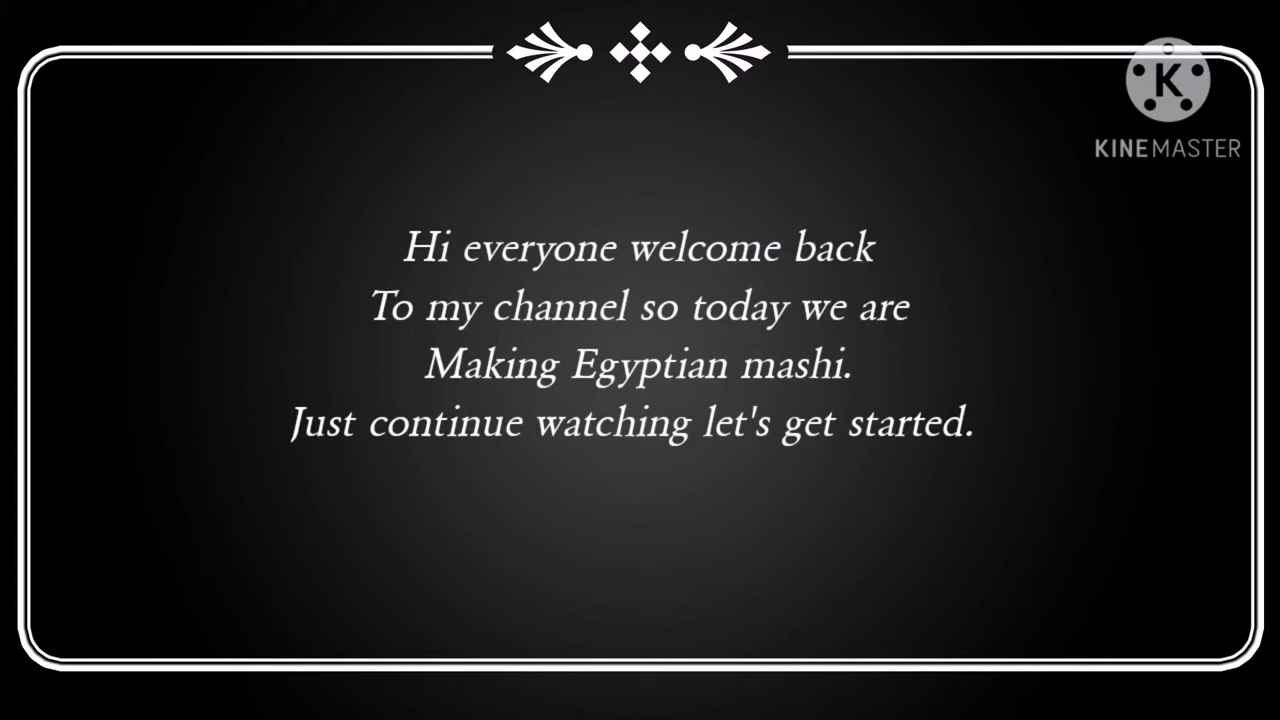 K
KINEMASTER
Hi everyone welcome back
To my channel so today we are
Making Egyptian mashi.
Just continue watching let's get started.